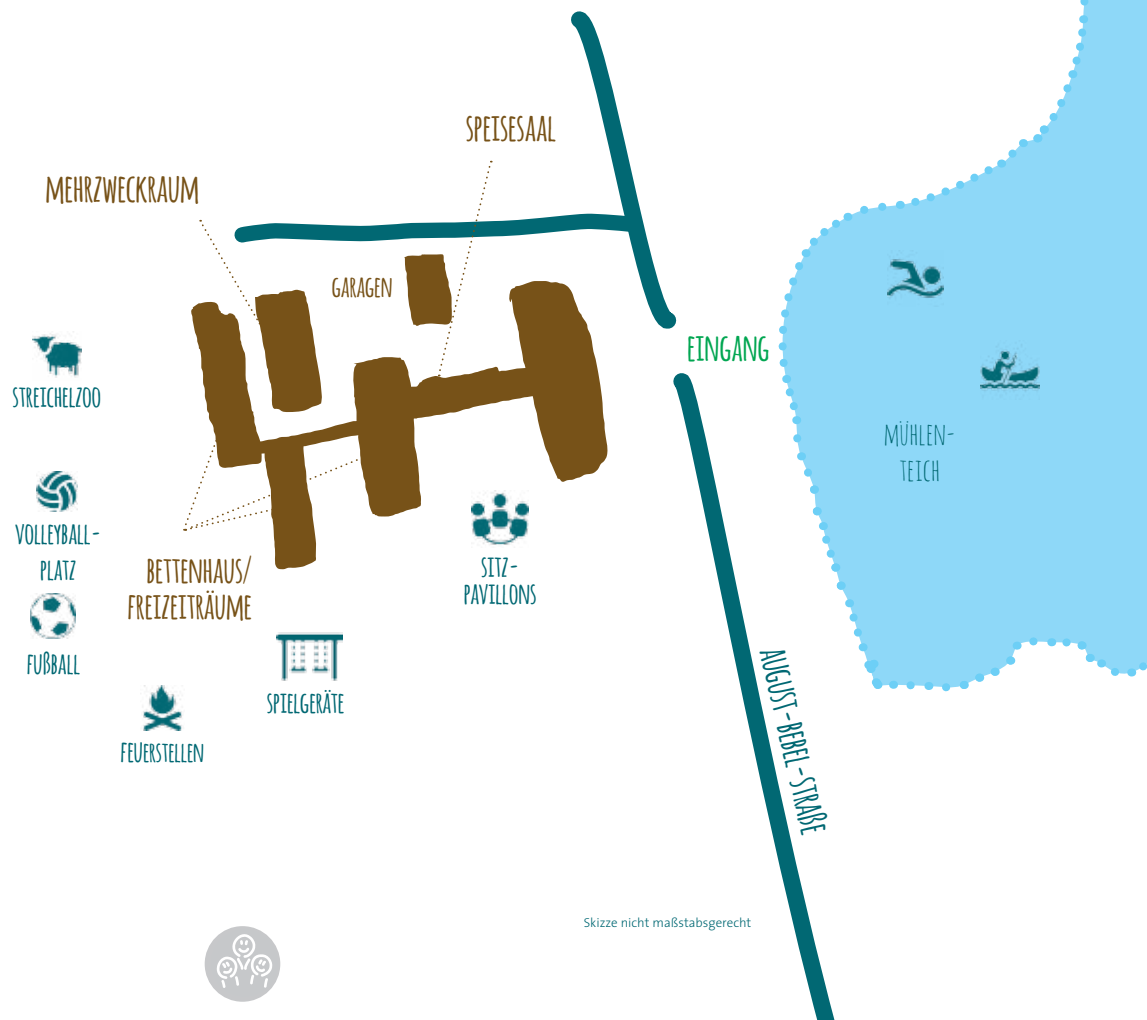 SPEISESAAL
MEHRZWECKRAUM
GARAGEN
EINGANG
STREICHELZOO
MÜHLEN-
TEICH
VOLLEYBALL-
PLATZ
BETTENHAUS/
FREIZEITRÄUME
SITZ-
PAVILLONS
FUßBALL
SPIELGERÄTE
FEUERSTELLEN
AUGUST-BEBEL-STRAßE
Skizze nicht maßstabsgerecht